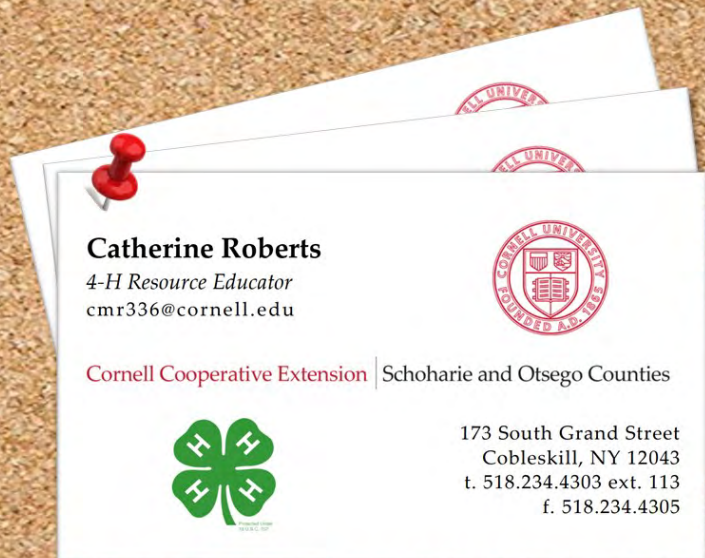 Catherine Roberts
4-H Resource Educator
cmr336@cornell.edu
CORNELL UNIVERSITY
FOUNDED A.D. 1865
Cornell Cooperative Extension Schoharie and Otsego Counties
H H
H H
173 South Grand Street
Cobleskill, NY 12043
t. 518.234.4303 ext. 113
f. 518.234.4305